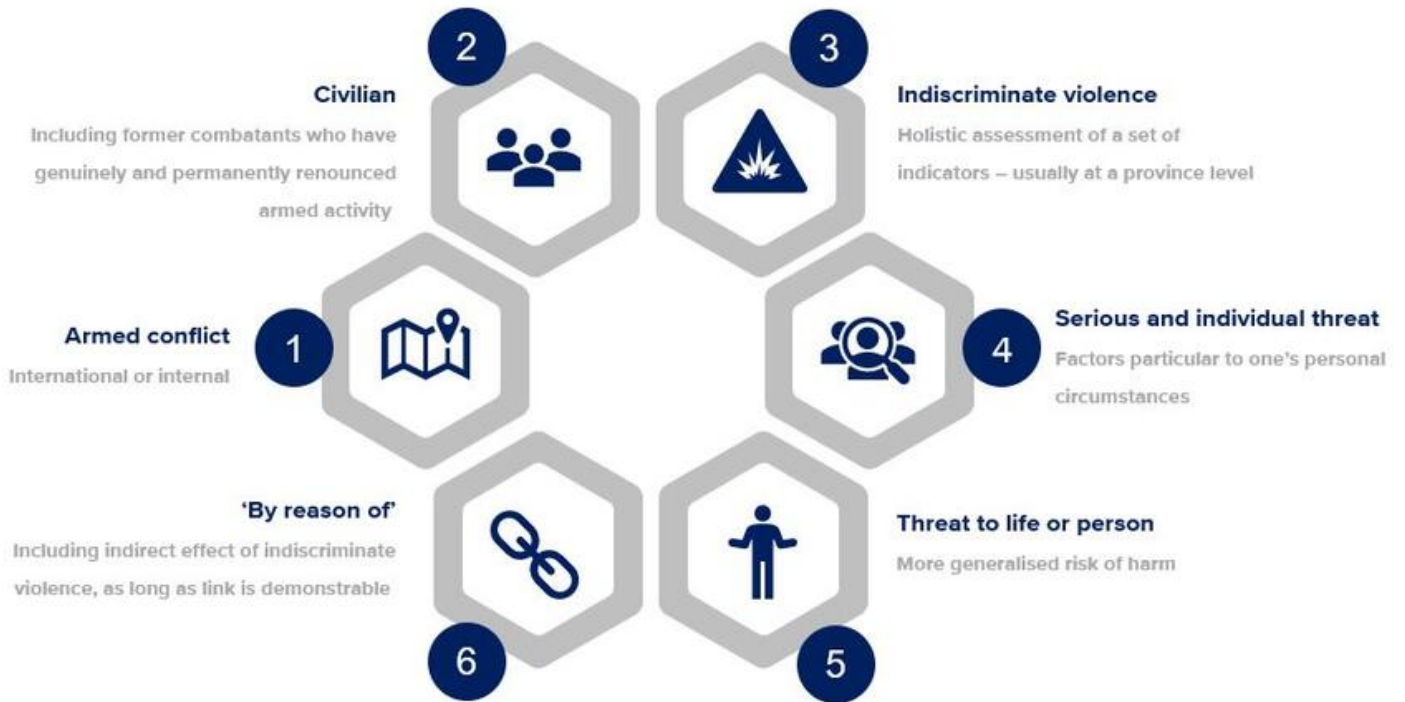 1
Armed conflict
International or internal
2
Civilian
Including former combatants who have
genuinely and permanently renounced
armed activity
3
Indiscriminate violence
Holistic assessment of a set of
indicators – usually at a province level
4
Serious and individual threat
Factors particular to one's personal
circumstances
5
Threat to life or person
More generalised risk of harm
6
‘By reason of’
Including indirect effect of indiscriminate
violence, as long as link is demonstrable